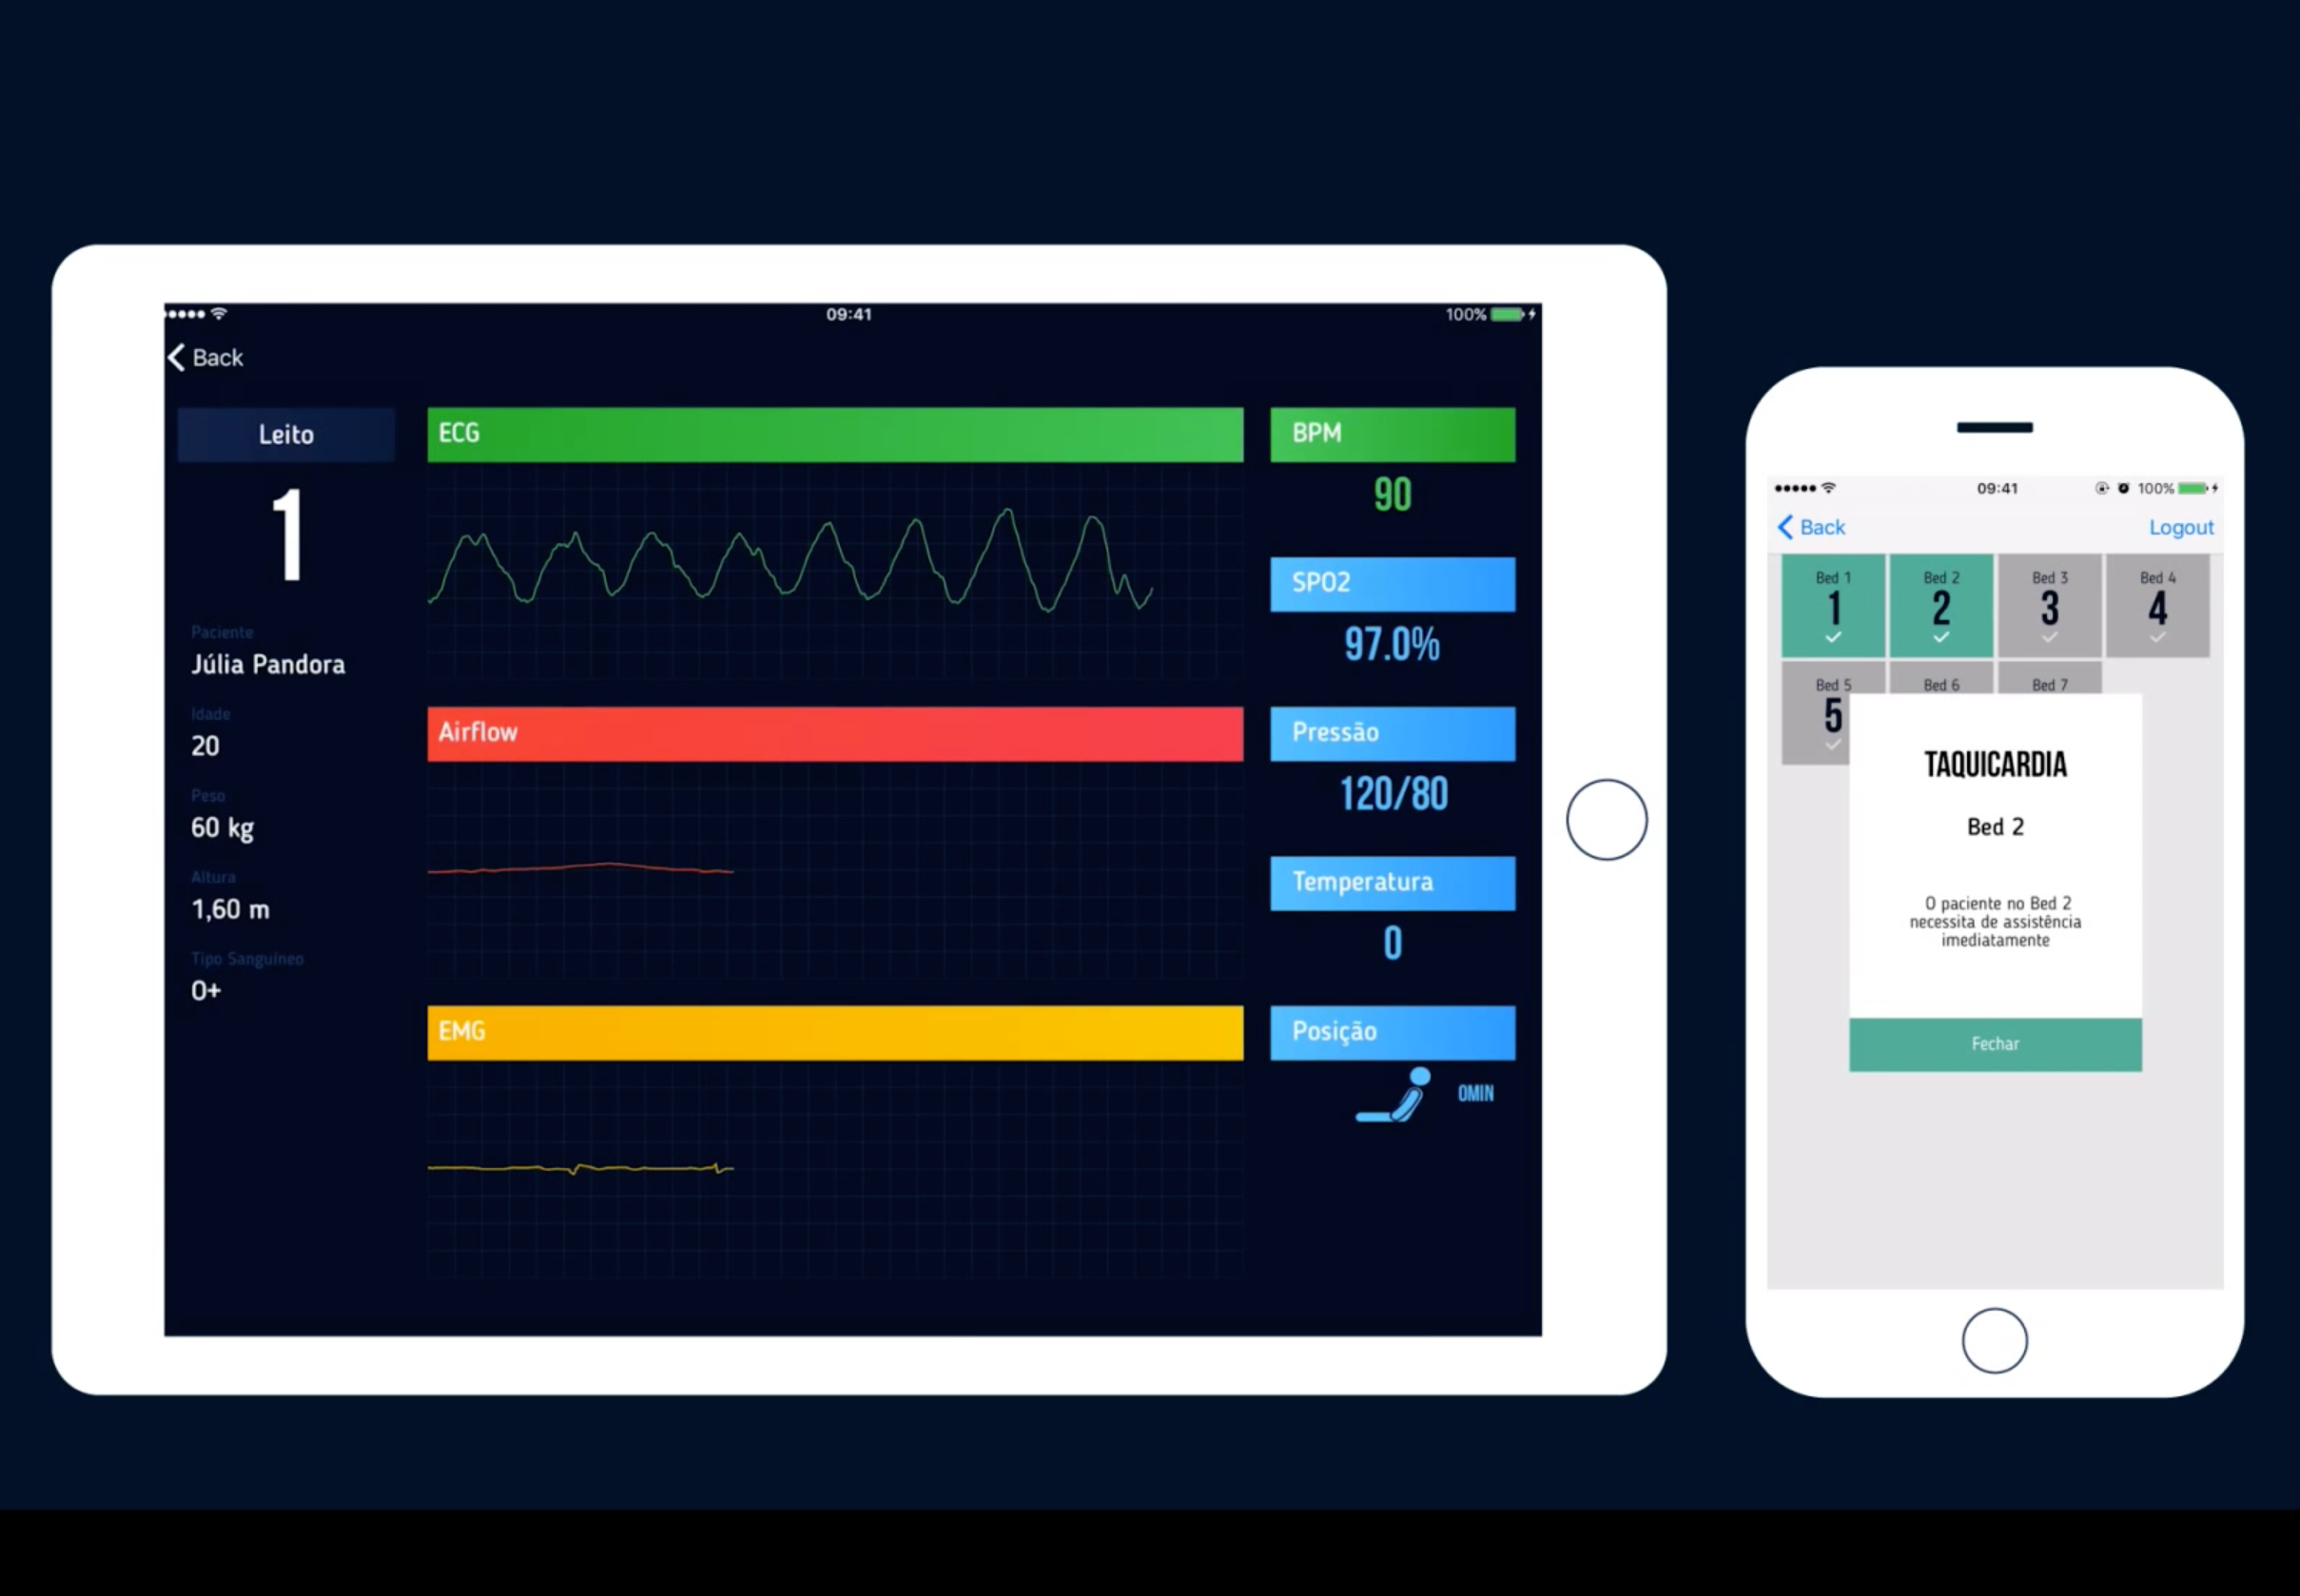 09:41
100%
Back
Leito
1
Paciente
Júlia Pandora
Idade
20
Peso
60 kg
Altura
1,60 m
Tipo Sanguíneo
O+
ECG
Airflow
EMG
BPM
90
SPO2
97.0%
Pressão
120/80
Temperatura
0
Posição
0MIN
09:41
100%
Back
Logout
Bed 1
1
Bed 2
2
Bed 3
3
Bed 4
4
Bed 5
5
Bed 6
Bed 7
TAQUICARDIA
Bed 2
O paciente no Bed 2
necessita de assistência
imediatamente
Fechar